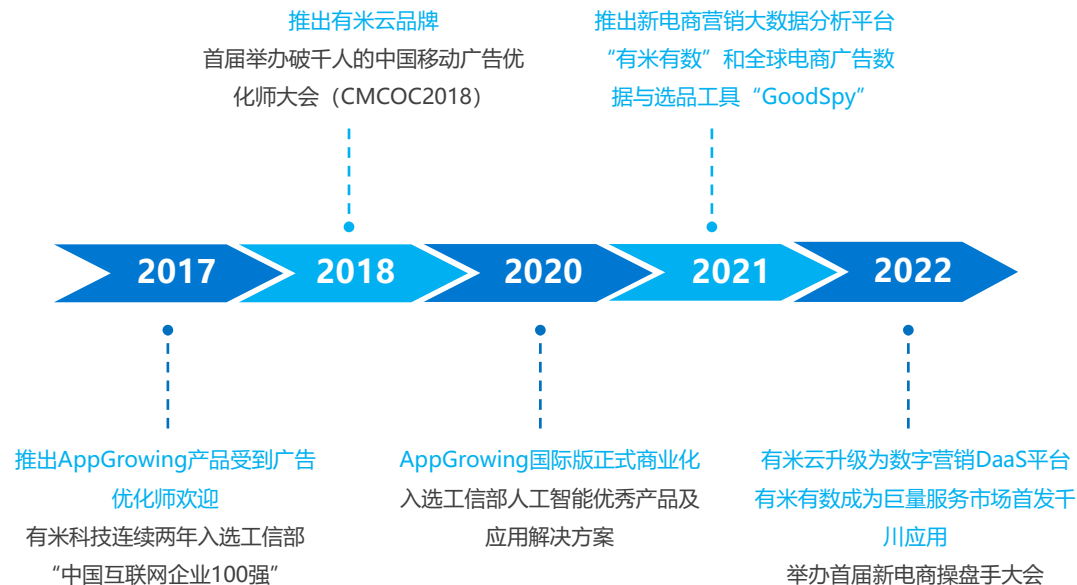 推出有米云品牌
首届举办破千人的中国移动广告优
化师大会（CMCOC2018）
推出新电商营销大数据分析平台
“有米有数”和全球电商广告数
据与选品工具“GoodSpy”
2017
2018
2020
2021
2022
推出AppGrowing产品受到广告
优化师欢迎
有米科技连续两年入选工信部
“中国互联网企业100强”
AppGrowing国际版正式商业化
入选工信部人工智能优秀产品及
应用解决方案
有米云升级为数字营销DaaS平台
有米有数成为巨量服务市场首发千
川应用
举办首届新电商操盘手大会